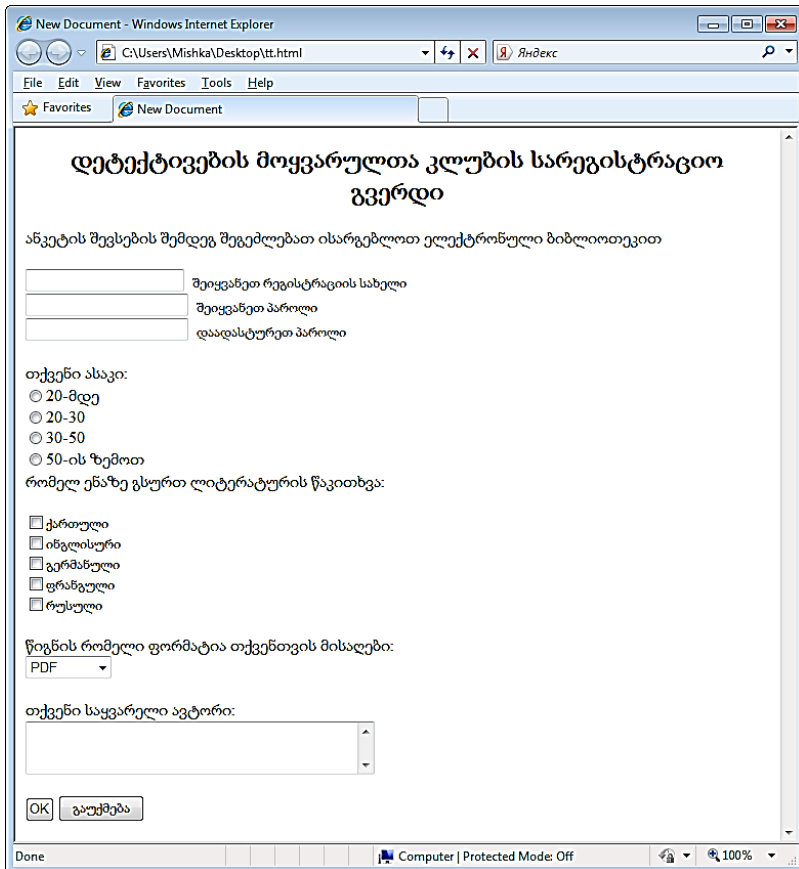 New Document - Windows Internet Explorer
C:\Users\Mishka\Desktop\tt.html
Я) Яндекс
File Edit View Favorites Tools Help
Favorites New Document
დეტექტივების მოყვარულთა კლუბის სარეგისტრაციო
გვერდი
ანკეტის შევსების შემდეგ შეგეძლებათ ისარგებლოთ ელექტრონული ბიბლიოთეკით
შეიყვანეთ რეგისტრაციის სახელი
შეიყვანეთ პაროლი
დაადასტურეთ პაროლი
თქვენი ასაკი:
20-მდე
20-30
30-50
50-ის ზემოთ
რომელ ენაზე გსურთ ლიტერატურის წაკითხვა:
ქართული
ინგლისური
გერმანული
ფრანგული
რუსული
წიგნის რომელი ფორმატია თქვენთვის მისაღები:
PDF
თქვენი საყვარელი ავტორი:
OK გაუქმება
Done Computer | Protected Mode: Off 100%